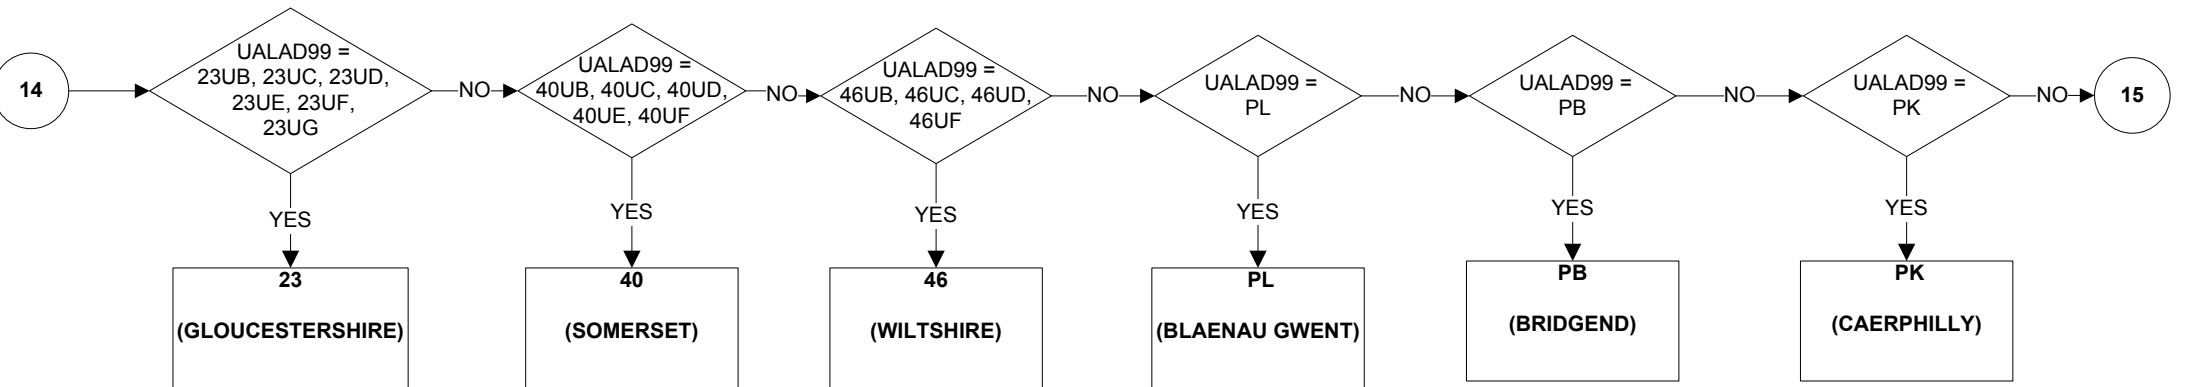 14
UALAD99 =
23UB, 23UC, 23UD,
23UE, 23UF,
23UG
NO
UALAD99 =
40UB, 40UC, 40UD,
40UE, 40UF
NO
UALAD99 =
46UB, 46UC, 46UD,
46UF
NO
UALAD99 =
PL
NO
UALAD99 =
PB
NO
UALAD99 =
PK
NO
15
YES
YES
YES
YES
YES
YES
23
(GLOUCESTERSHIRE)
40
(SOMERSET)
46
(WILTSHIRE)
PL
(BLAENAU GWENT)
PB
(BRIDGEND)
PK
(CAERPHILLY)